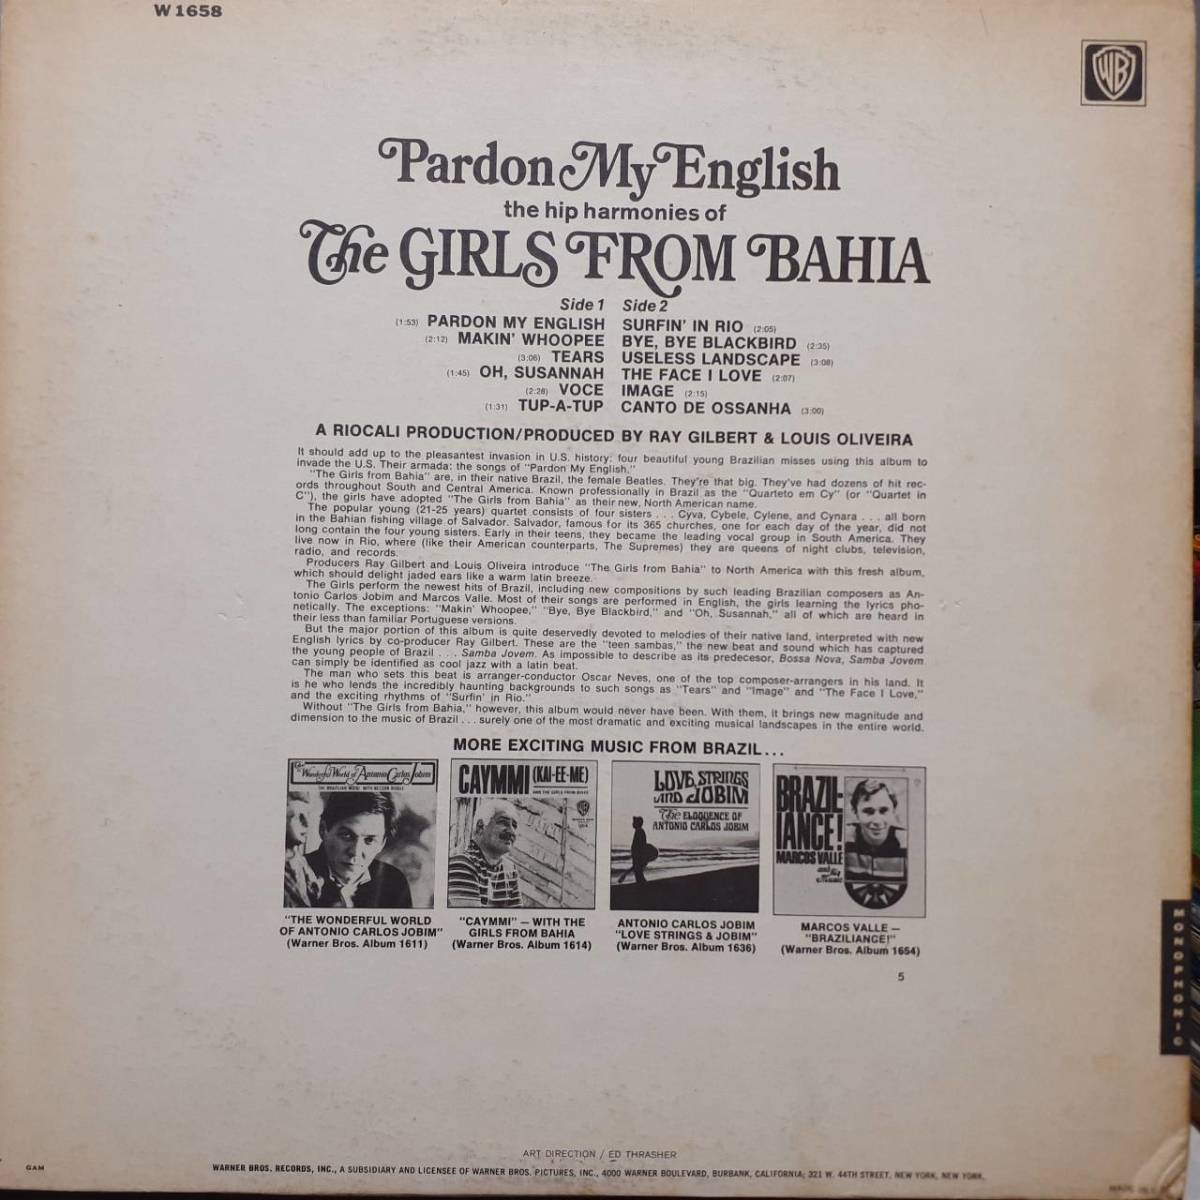 W 1658
WB
Pardon My English
the hip harmonies of
The GIRLS FROM BAHIA
Side 1 Side 2
(1:53) PARDON MY ENGLISH SURFIN' IN RIO (2:05)
(2:12) MAKIN' WHOOPEE BYE, BYE BLACKBIRD (2:35)
(3:06) TEARS USELESS LANDSCAPE (3:08)
(1:45) OH, SUSANNAH THE FACE I LOVE (2:07)
(2:28) VOCE IMAGE (2:15)
(1:31) TUP-A-TUP CANTO DE OSSANHA (3:00)
A RIOCALI PRODUCTION/PRODUCED BY RAY GILBERT & LOUIS OLIVEIRA
It should add up to the pleasantest invasion in U.S. history: four beautiful young Brazilian misses using this album to
invade the U.S. Their armada: the songs of "Pardon My English."
"The Girls from Bahia" are, in their native Brazil, the female Beatles. They're that big. They've had dozens of hit rec-
ords throughout South and Central America. Known professionally in Brazil as the "Quarteto em Cy" (or "Quartet in
C"), the girls have adopted "The Girls from Bahia" as their new, North American name.
The popular young (21-25 years) quartet consists of four sisters . . . Cyva, Cybele, Cylene, and Cynara . . . all born
in the Bahian fishing village of Salvador. Salvador, famous for its 365 churches, one for each day of the year, did not
long contain the four young sisters. Early in their teens, they became the leading vocal group in South America. They
live now in Rio, where (like their American counterparts, The Supremes) they are queens of night clubs, television,
radio, and records.
Producers Ray Gilbert and Louis Oliveira introduce "The Girls from Bahia" to North America with this fresh album,
which should delight jaded ears like a warm latin breeze.
The Girls perform the newest hits of Brazil, including new compositions by such leading Brazilian composers as An-
tonio Carlos Jobim and Marcos Valle. Most of their songs are performed in English, the girls learning the lyrics pho-
netically. The exceptions: "Makin' Whoopee," "Bye, Bye Blackbird," and "Oh, Susannah," all of which are heard in
their less than familiar Portuguese versions.
But the major portion of this album is quite deservedly devoted to melodies of their native land, interpreted with new
English lyrics by co-producer Ray Gilbert. These are the "teen sambas," the new beat and sound which has captured
the young people of Brazil . . . Samba Jovem. As impossible to describe as its predecesor, Bossa Nova, Samba Jovem
can simply be identified as cool jazz with a latin beat.
The man who sets this beat is arranger-conductor Oscar Neves, one of the top composer-arrangers in his land. It
is he who lends the incredibly haunting backgrounds to such songs as "Tears" and "Image" and "The Face I Love,"
and the exciting rhythms of "Surfin' in Rio."
Without "The Girls from Bahia," however, this album would never have been. With them, it brings new magnitude and
dimension to the music of Brazil . . . surely one of the most dramatic and exciting musical landscapes in the entire world.
MORE EXCITING MUSIC FROM BRAZIL...
The Wonderful World of Antonio Carlos Jobim
CAYMMI (KAI-EE-ME)
AND THE GIRLS FROM BAHIA
LOVE, STRINGS
AND JOBIM
The ELOQUENCE OF
ANTONIO CARLOS JOBIM
BRAZIL-
IANCE!
MARCOS VALLE
"THE WONDERFUL WORLD
OF ANTONIO CARLOS JOBIM"
(Warner Bros. Album 1611)
"CAYMMI" — WITH THE
GIRLS FROM BAHIA
(Warner Bros. Album 1614)
ANTONIO CARLOS JOBIM
"LOVE STRINGS & JOBIM"
(Warner Bros. Album 1636)
MARCOS VALLE —
"BRAZILIANCE!"
(Warner Bros. Album 1654)
5
MONOPHONIC
ART DIRECTION / ED THRASHER
GAM
WARNER BROS. RECORDS, INC., A SUBSIDIARY AND LICENSEE OF WARNER BROS. PICTURES, INC., 4000 WARNER BOULEVARD, BURBANK, CALIFORNIA; 321 W. 44TH STREET, NEW YORK, NEW YORK.